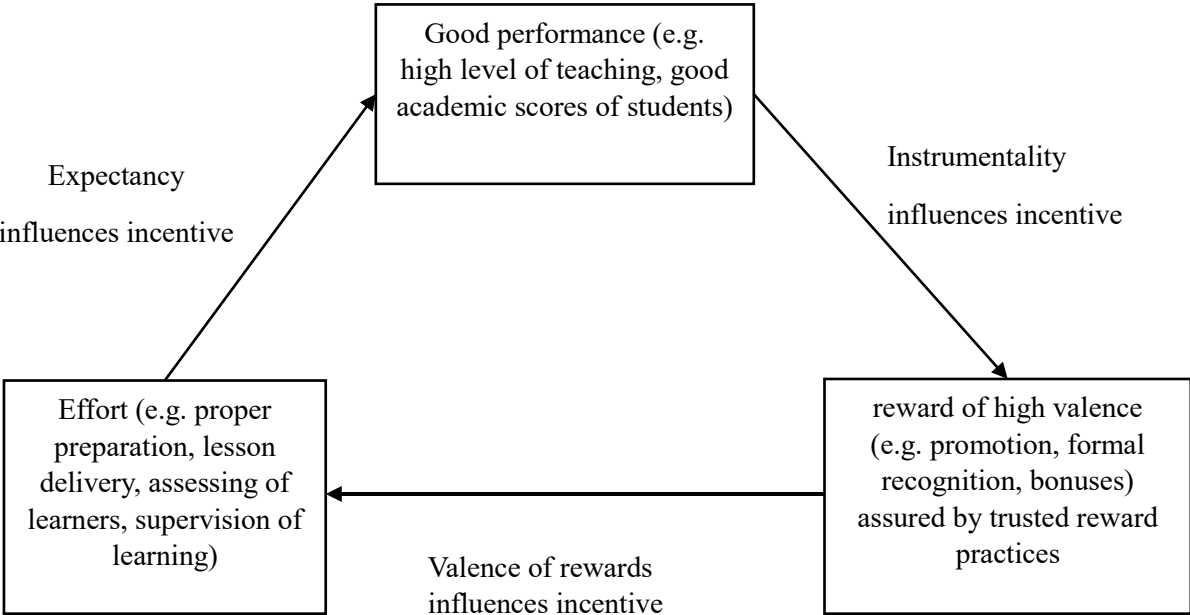 Good performance (e.g.
high level of teaching, good
academic scores of students)
Expectancy
influences incentive
Instrumentality
influences incentive
Effort (e.g. proper
preparation, lesson
delivery, assessing of
learners, supervision of
learning)
reward of high valence
(e.g. promotion, formal
recognition, bonuses)
assured by trusted reward
practices
Valence of rewards
influences incentive